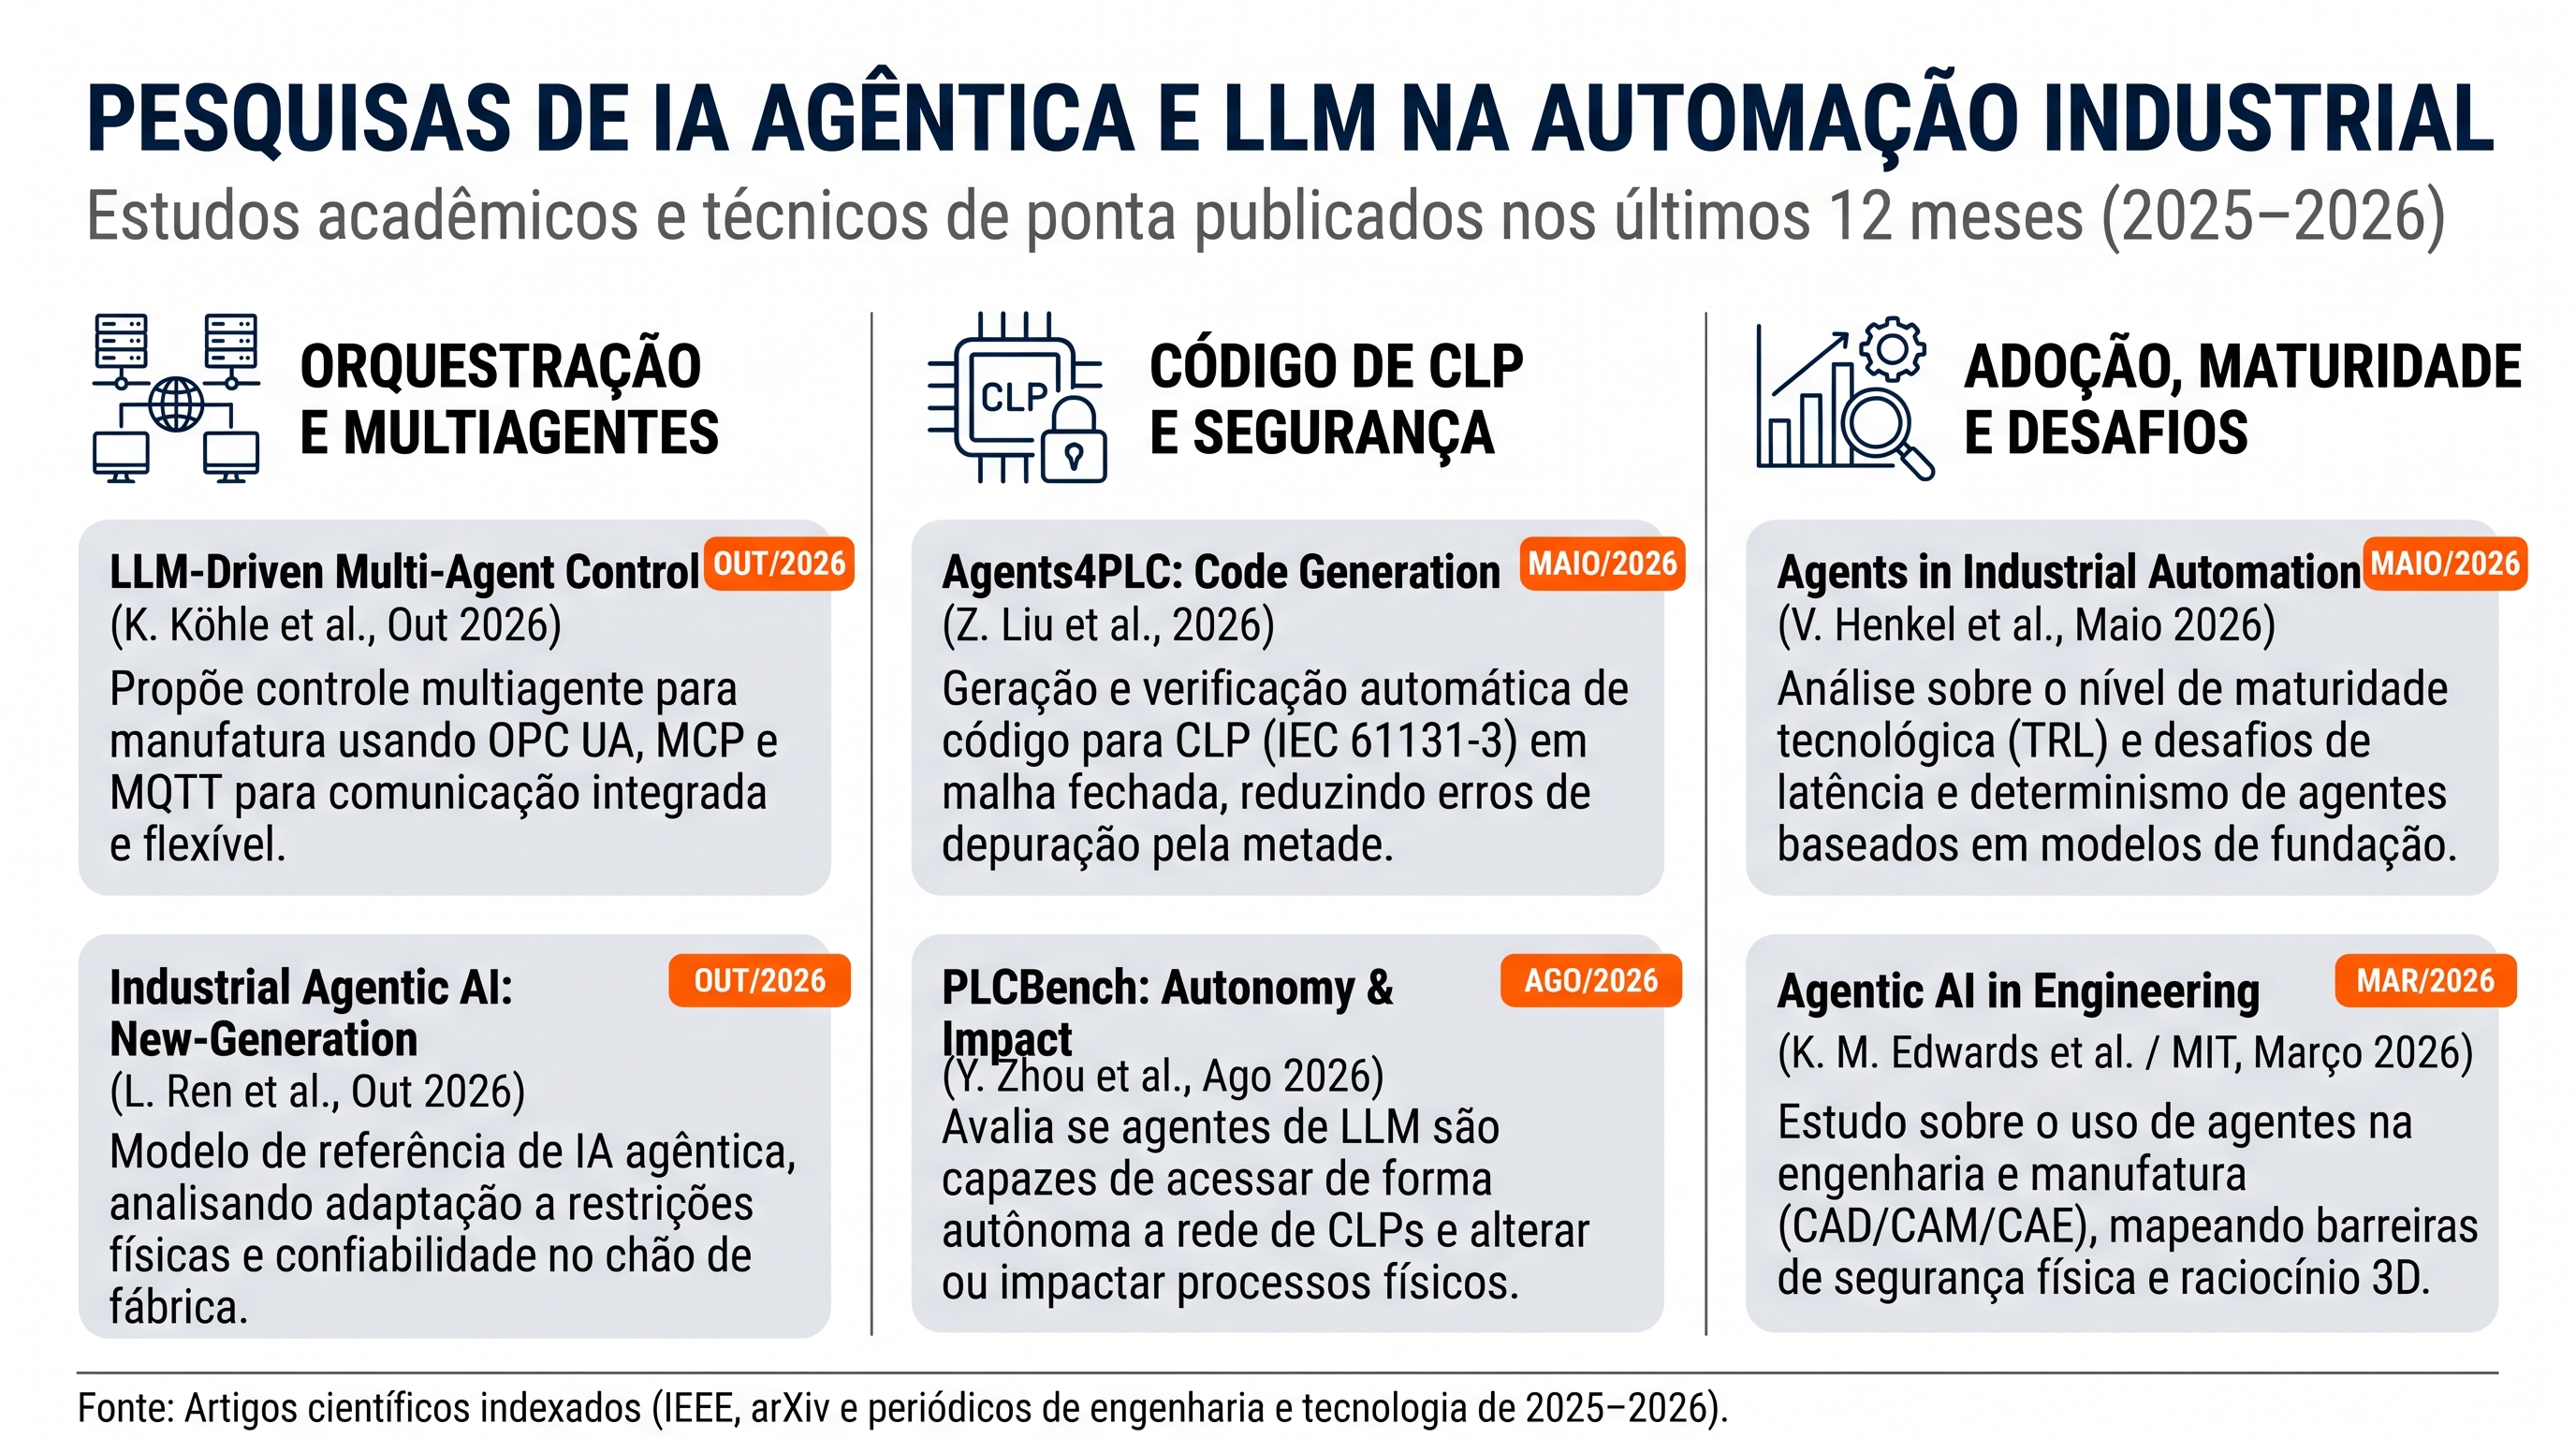 PESQUISAS DE IA AGÊNTICA E LLM NA AUTOMAÇÃO INDUSTRIAL
Estudos acadêmicos e técnicos de ponta publicados nos últimos 12 meses (2025–2026)
ORQUESTRAÇÃO
E MULTIAGENTES
LLM-Driven Multi-Agent Control
OUT/2026
(K. Köhle et al., Out 2026)
Propõe controle multiagente para
manufatura usando OPC UA, MCP e
MQTT para comunicação integrada
e flexível.
Industrial Agentic AI:
New-Generation
OUT/2026
(L. Ren et al., Out 2026)
Modelo de referência de IA agêntica,
analisando adaptação a restrições
físicas e confiabilidade no chão de
fábrica.
CLP
CÓDIGO DE CLP
E SEGURANÇA
Agents4PLC: Code Generation
MAIO/2026
(Z. Liu et al., 2026)
Geração e verificação automática de
código para CLP (IEC 61131-3) em
malha fechada, reduzindo erros de
depuração pela metade.
PLCBench: Autonomy &
Impact
AGO/2026
(Y. Zhou et al., Ago 2026)
Avalia se agentes de LLM são
capazes de acessar de forma
autônoma a rede de CLPs e alterar
ou impactar processos físicos.
ADOÇÃO, MATURIDADE
E DESAFIOS
Agents in Industrial Automation
MAIO/2026
(V. Henkel et al., Maio 2026)
Análise sobre o nível de maturidade
tecnológica (TRL) e desafios de
latência e determinismo de agentes
baseados em modelos de fundação.
Agentic AI in Engineering
MAR/2026
(K. M. Edwards et al. / MIT, Março 2026)
Estudo sobre o uso de agentes na
engenharia e manufatura
(CAD/CAM/CAE), mapeando barreiras
de segurança física e raciocínio 3D.
Fonte: Artigos científicos indexados (IEEE, arXiv e periódicos de engenharia e tecnologia de 2025–2026).